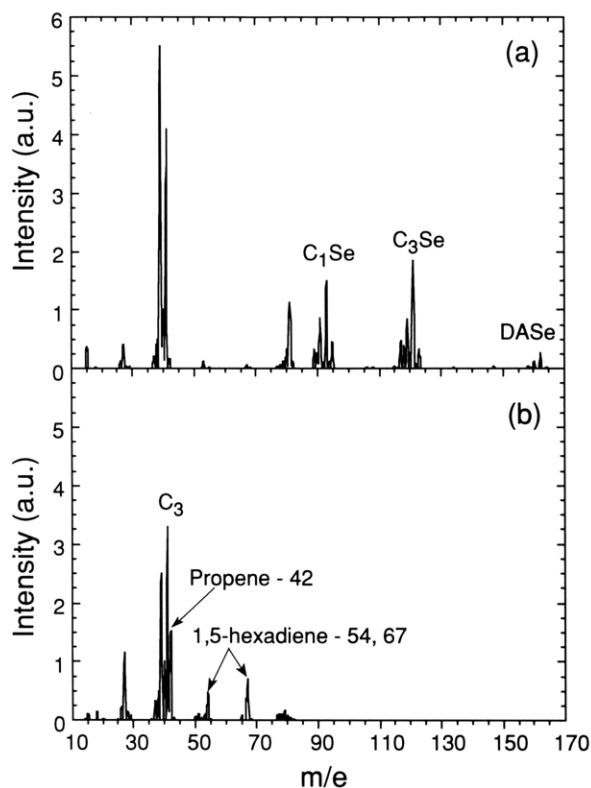 6
(a)
5
4
3
2
1
0
Intensity (a.u.)
C₁Se
C₃Se
DASe
(b)
5
4
3
2
1
0
Intensity (a.u.)
C₃
Propene - 42
1,5-hexadiene - 54, 67
10 30 50 70 90 110 130 150 170
m/e